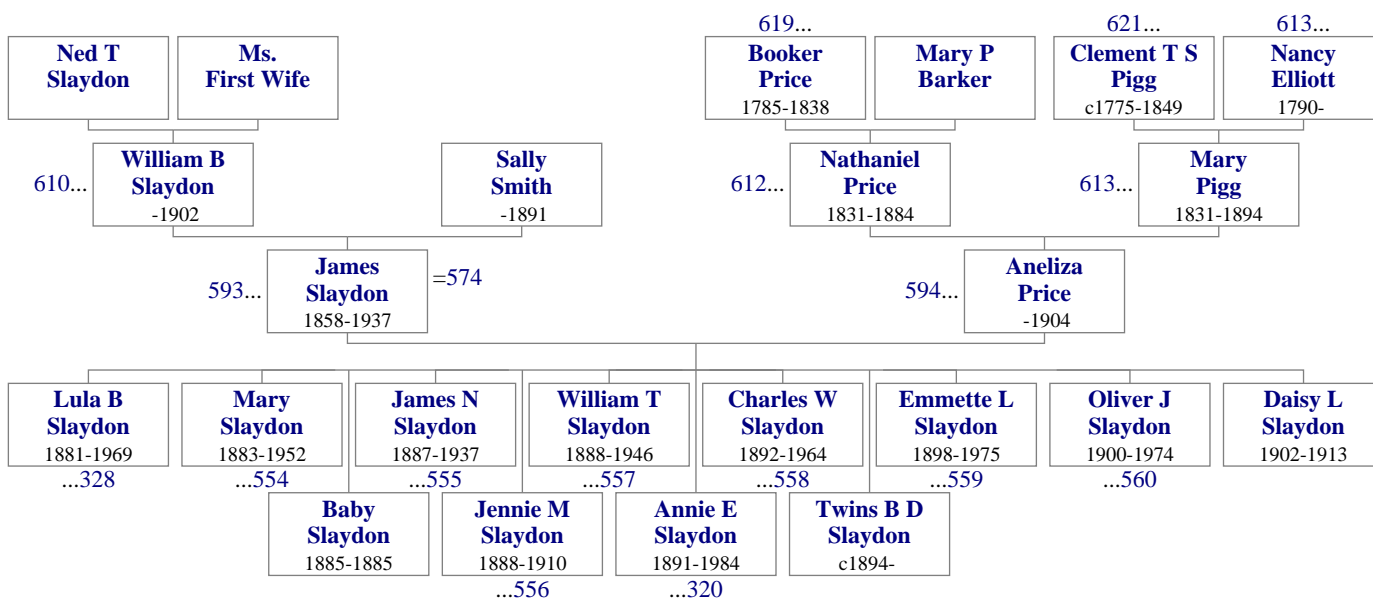 619...
621...
613...
Ned T
Slaydon
Ms.
First Wife
Booker
Price
1785-1838
Mary P
Barker
Clement T S
Pigg
c1775-1849
Nancy
Elliott
1790-
610...
William B
Slaydon
-1902
Sally
Smith
-1891
612...
Nathaniel
Price
1831-1884
613...
Mary
Pigg
1831-1894
593...
James
Slaydon
1858-1937
=574
594...
Aneliza
Price
-1904
Lula B
Slaydon
1881-1969
...328
Mary
Slaydon
1883-1952
...554
James N
Slaydon
1887-1937
...555
William T
Slaydon
1888-1946
...557
Charles W
Slaydon
1892-1964
...558
Emmette L
Slaydon
1898-1975
...559
Oliver J
Slaydon
1900-1974
...560
Daisy L
Slaydon
1902-1913
Baby
Slaydon
1885-1885
Jennie M
Slaydon
1888-1910
...556
Annie E
Slaydon
1891-1984
...320
Twins B D
Slaydon
c1894-